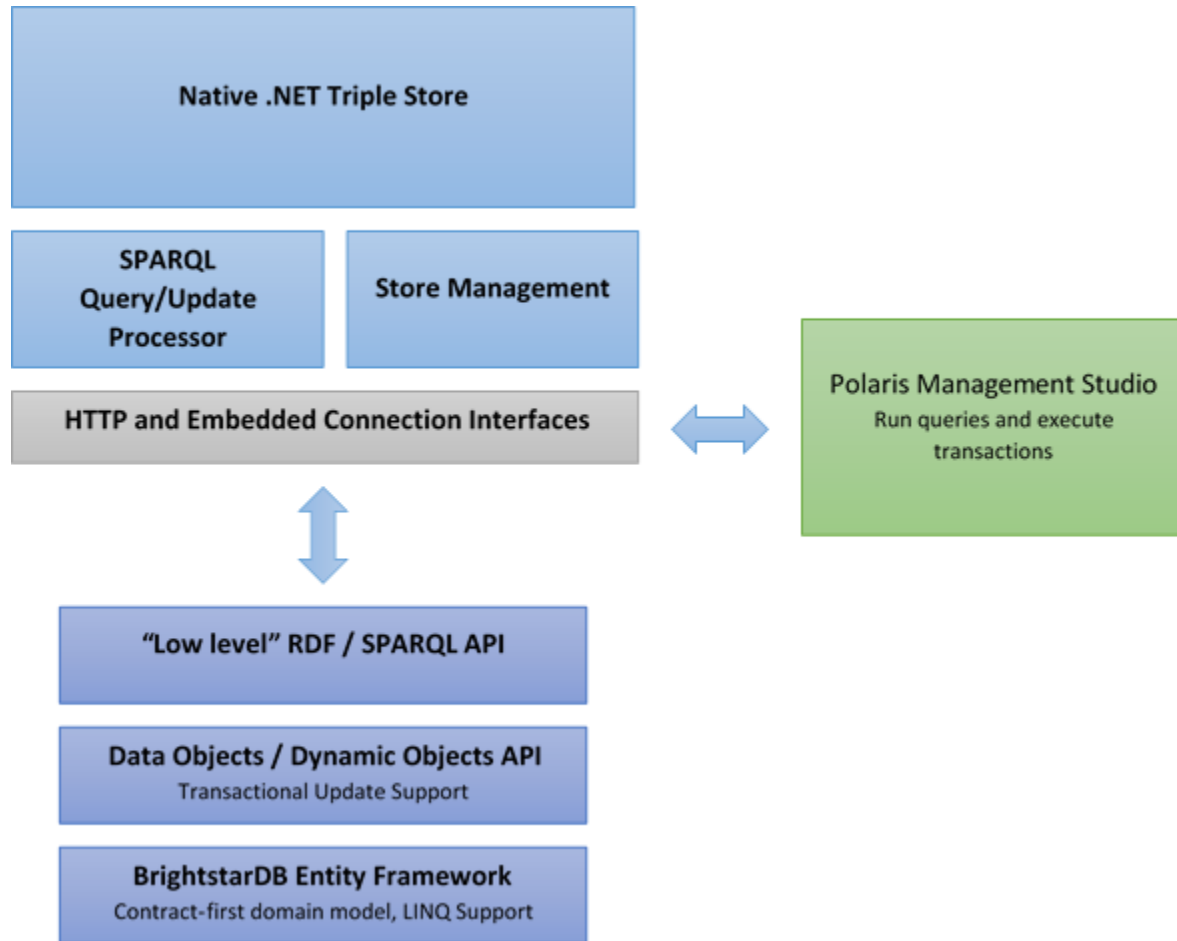 Native .NET Triple Store
SPARQL
Query/Update
Processor
Store Management
HTTP and Embedded Connection Interfaces
Polaris Management Studio
Run queries and execute
transactions
“Low level” RDF / SPARQL API
Data Objects / Dynamic Objects API
Transactional Update Support
BrightstarDB Entity Framework
Contract-first domain model, LINQ Support